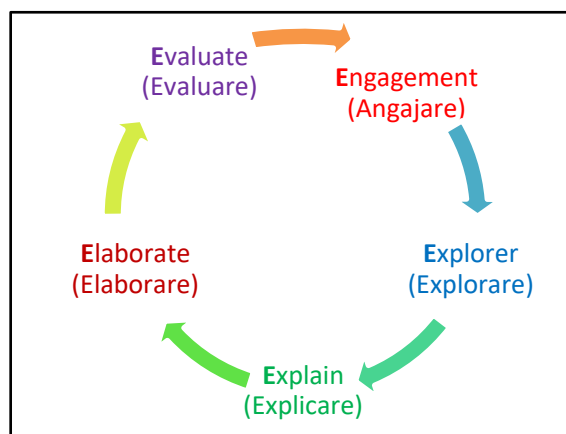 Evaluate
(Evaluare)
Engagement
(Angajare)
Explorer
(Explorare)
Explain
(Explicare)
Elaborate
(Elaborare)